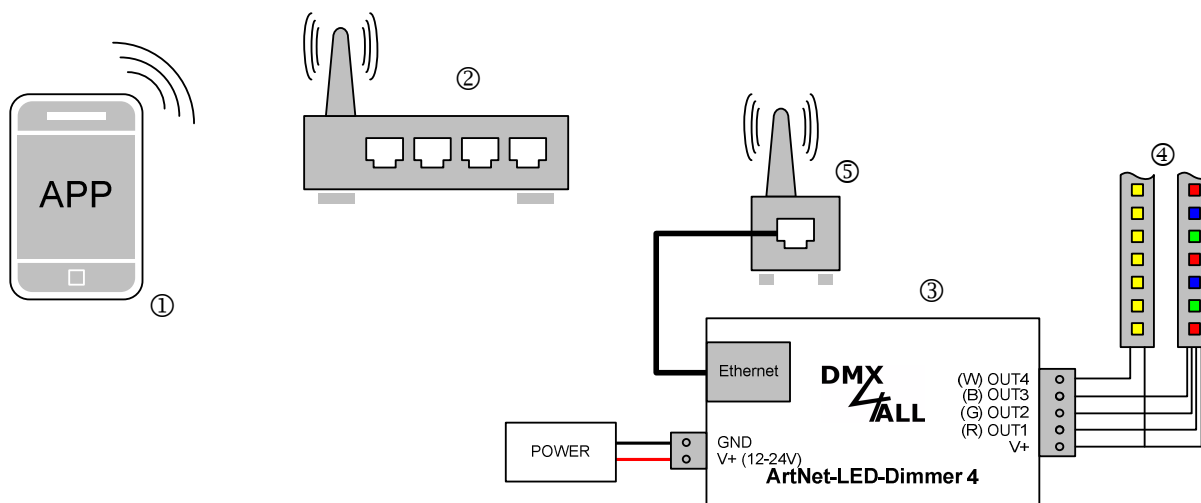 ②
⑤
④
APP
①
③
Ethernet
DMX
4
ALL
(W) OUT4
(B) OUT3
(G) OUT2
(R) OUT1
V+
POWER
GND
V+ (12-24V)
ArtNet-LED-Dimmer 4